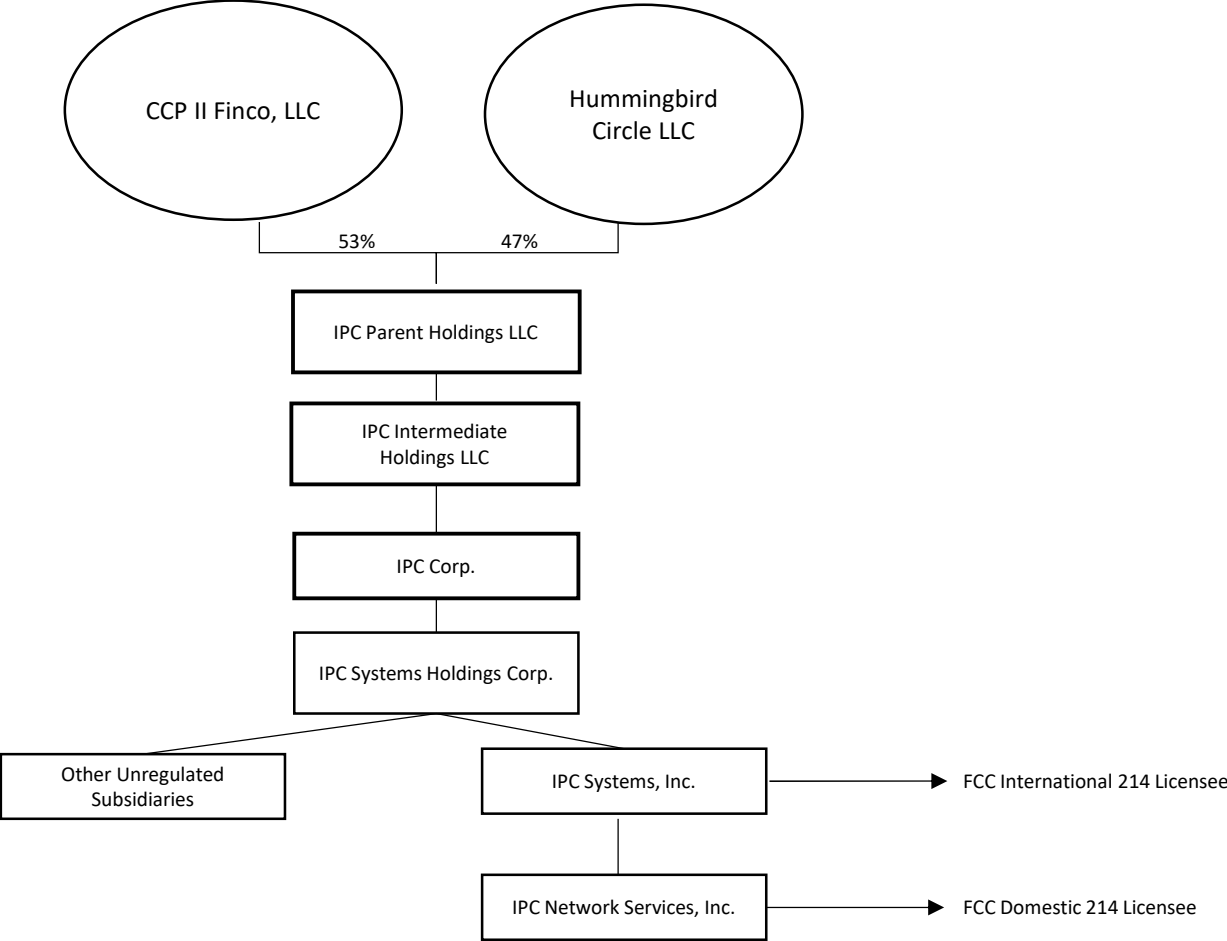 CCP II Finco, LLC
Hummingbird
Circle LLC
53%
47%
IPC Parent Holdings LLC
IPC Intermediate
Holdings LLC
IPC Corp.
IPC Systems Holdings Corp.
Other Unregulated
Subsidiaries
IPC Systems, Inc.
FCC International 214 Licensee
IPC Network Services, Inc.
FCC Domestic 214 Licensee